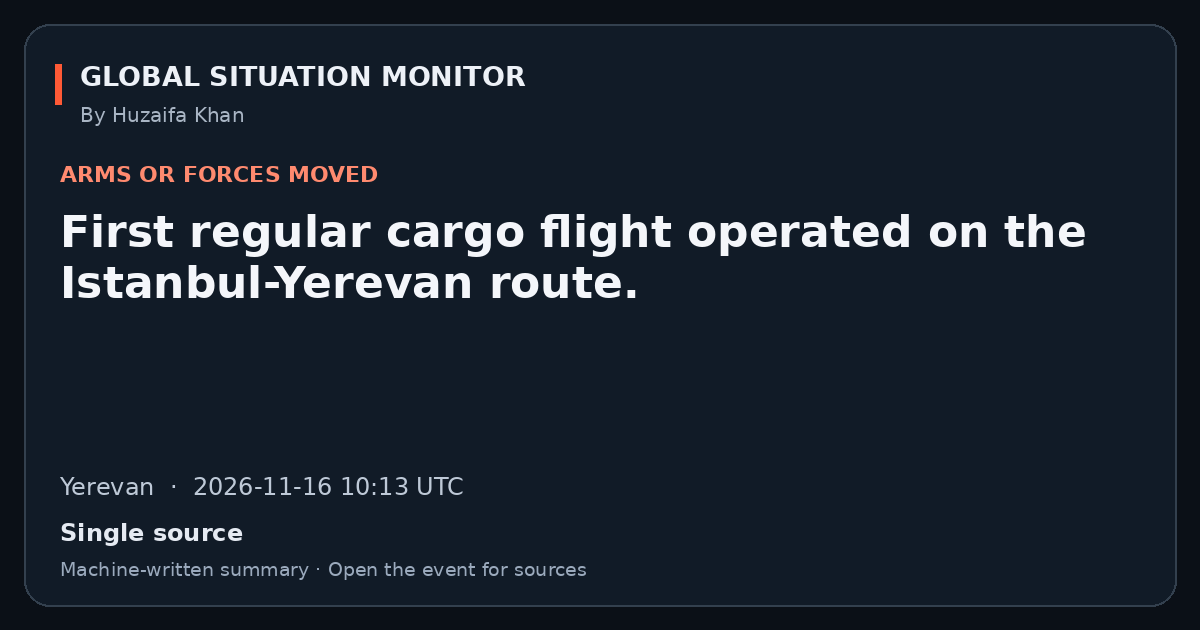 GLOBAL SITUATION MONITOR
By Huzaifa Khan
ARMS OR FORCES MOVED
First regular cargo flight operated on the
Istanbul-Yerevan route.
Yerevan · 2026-11-16 10:13 UTC
Single source
Machine-written summary · Open the event for sources